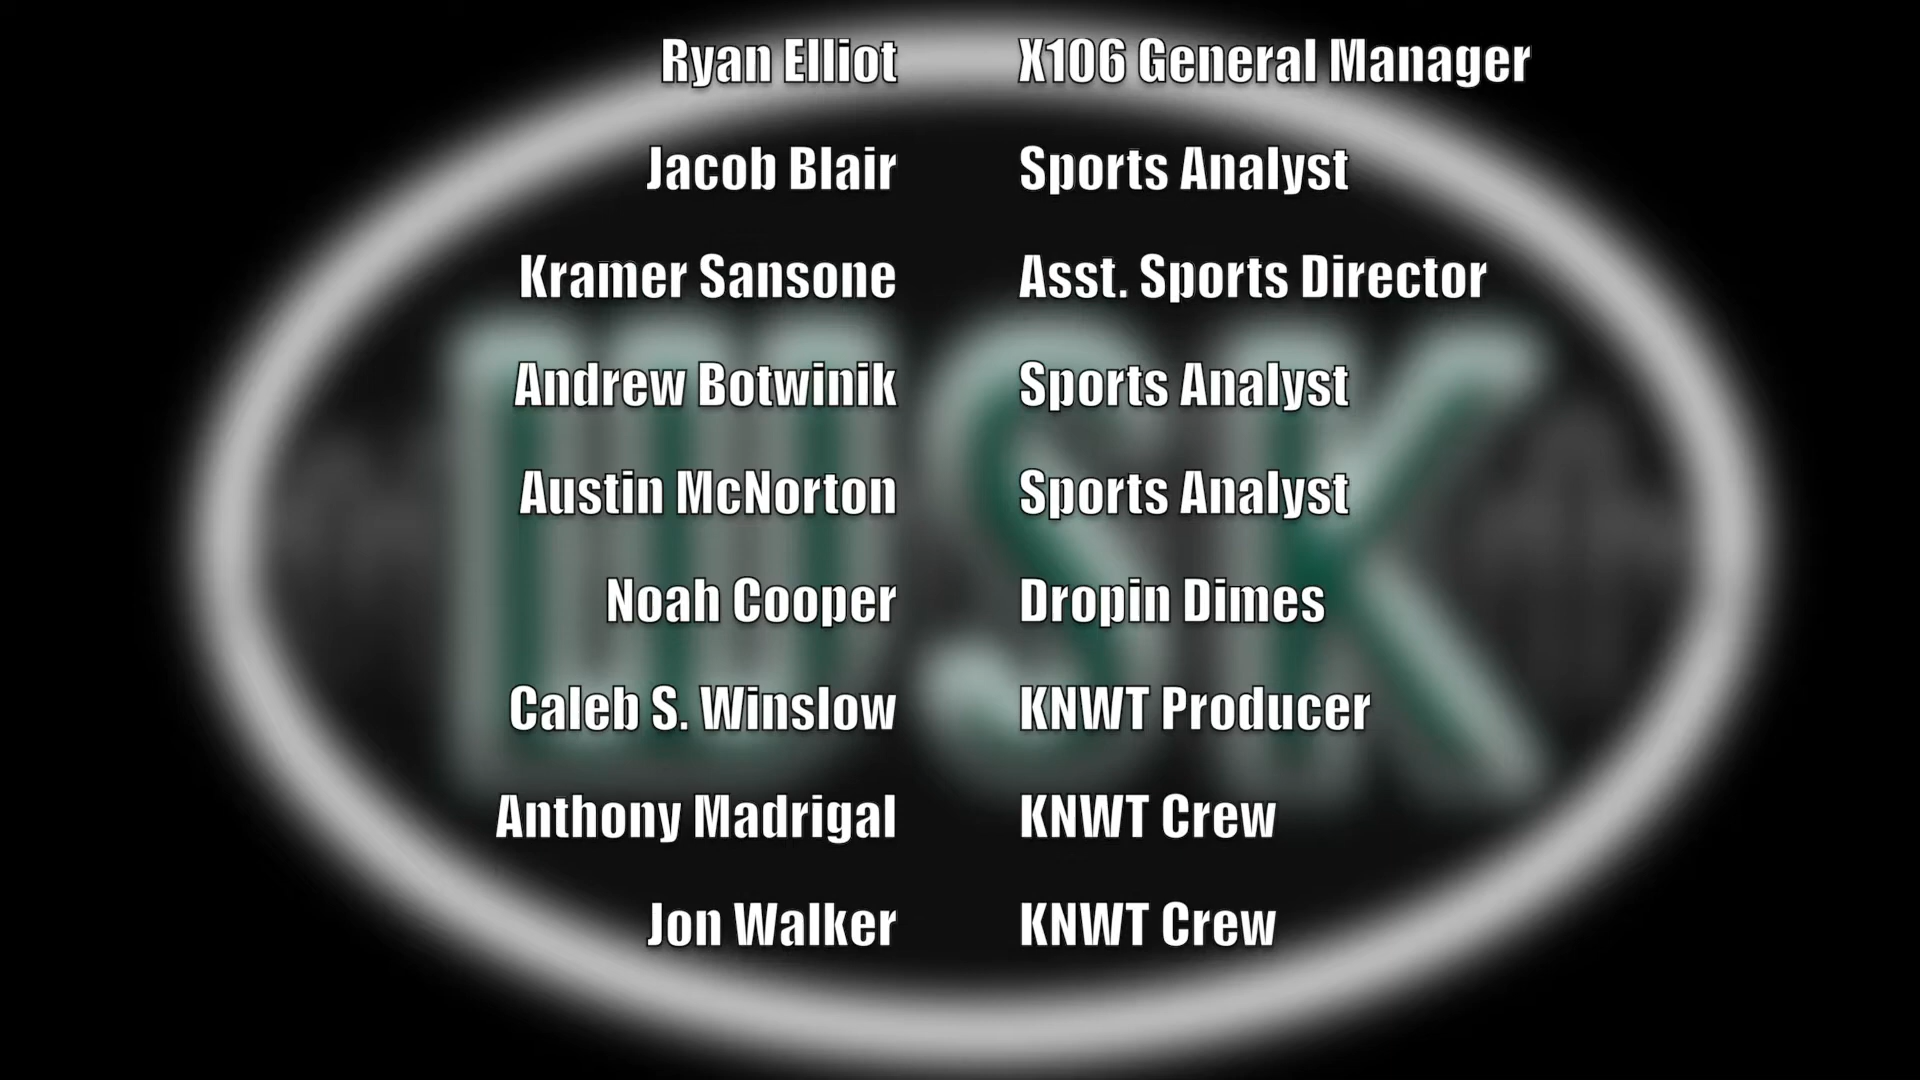 Ryan Elliot X106 General Manager
Jacob Blair Sports Analyst
Kramer Sansone Asst. Sports Director
Andrew Botwinik Sports Analyst
Austin McNorton Sports Analyst
Noah Cooper Dropin Dimes
Caleb S. Winslow KNWT Producer
Anthony Madrigal KNWT Crew
Jon Walker KNWT Crew
WSK